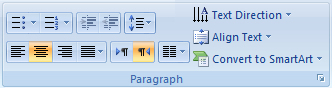 Text Direction
Align Text
Convert to SmartArt
Paragraph